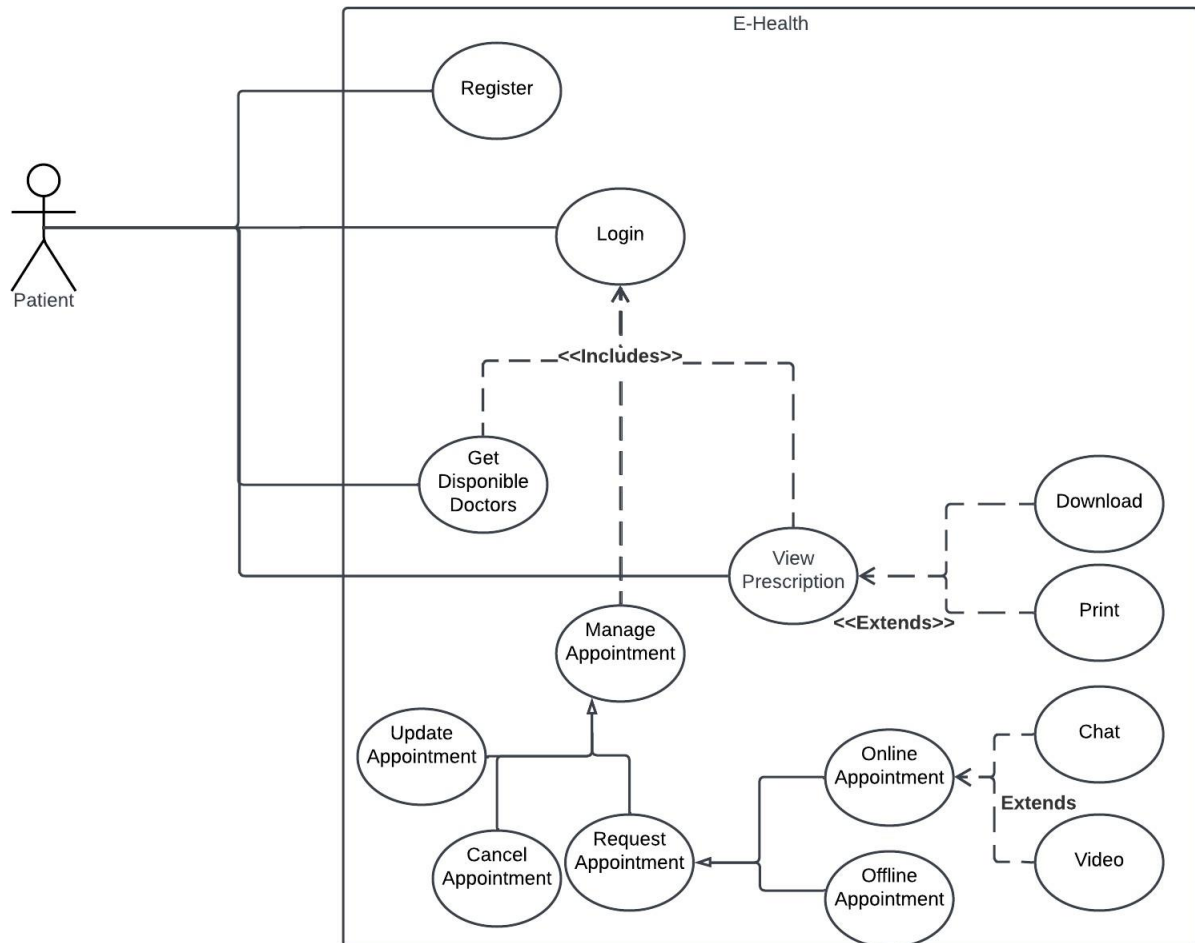 E-Health
Register
Login
Patient
<<Includes>>
Get
Disponible
Doctors
View
Prescription
Download
Print
<<Extends>>
Manage
Appointment
Update
Appointment
Cancel
Appointment
Request
Appointment
Online
Appointment
Offline
Appointment
Chat
Extends
Video